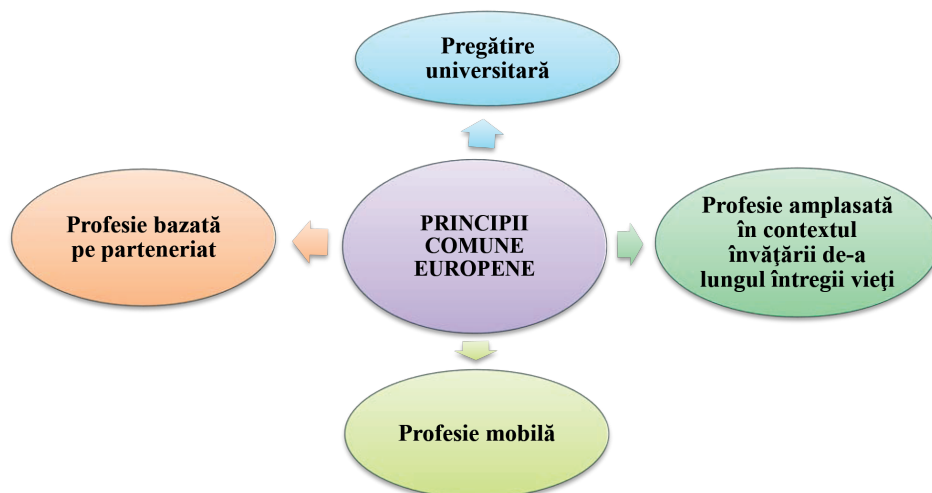 Pregătire
universitară
Profesie bazată
pe parteneriat
PRINCIPII
COMUNE
EUROPENE
Profesie amplasată
în contextul
învăţării de-a
lungul întregii vieţi
Profesie mobilă